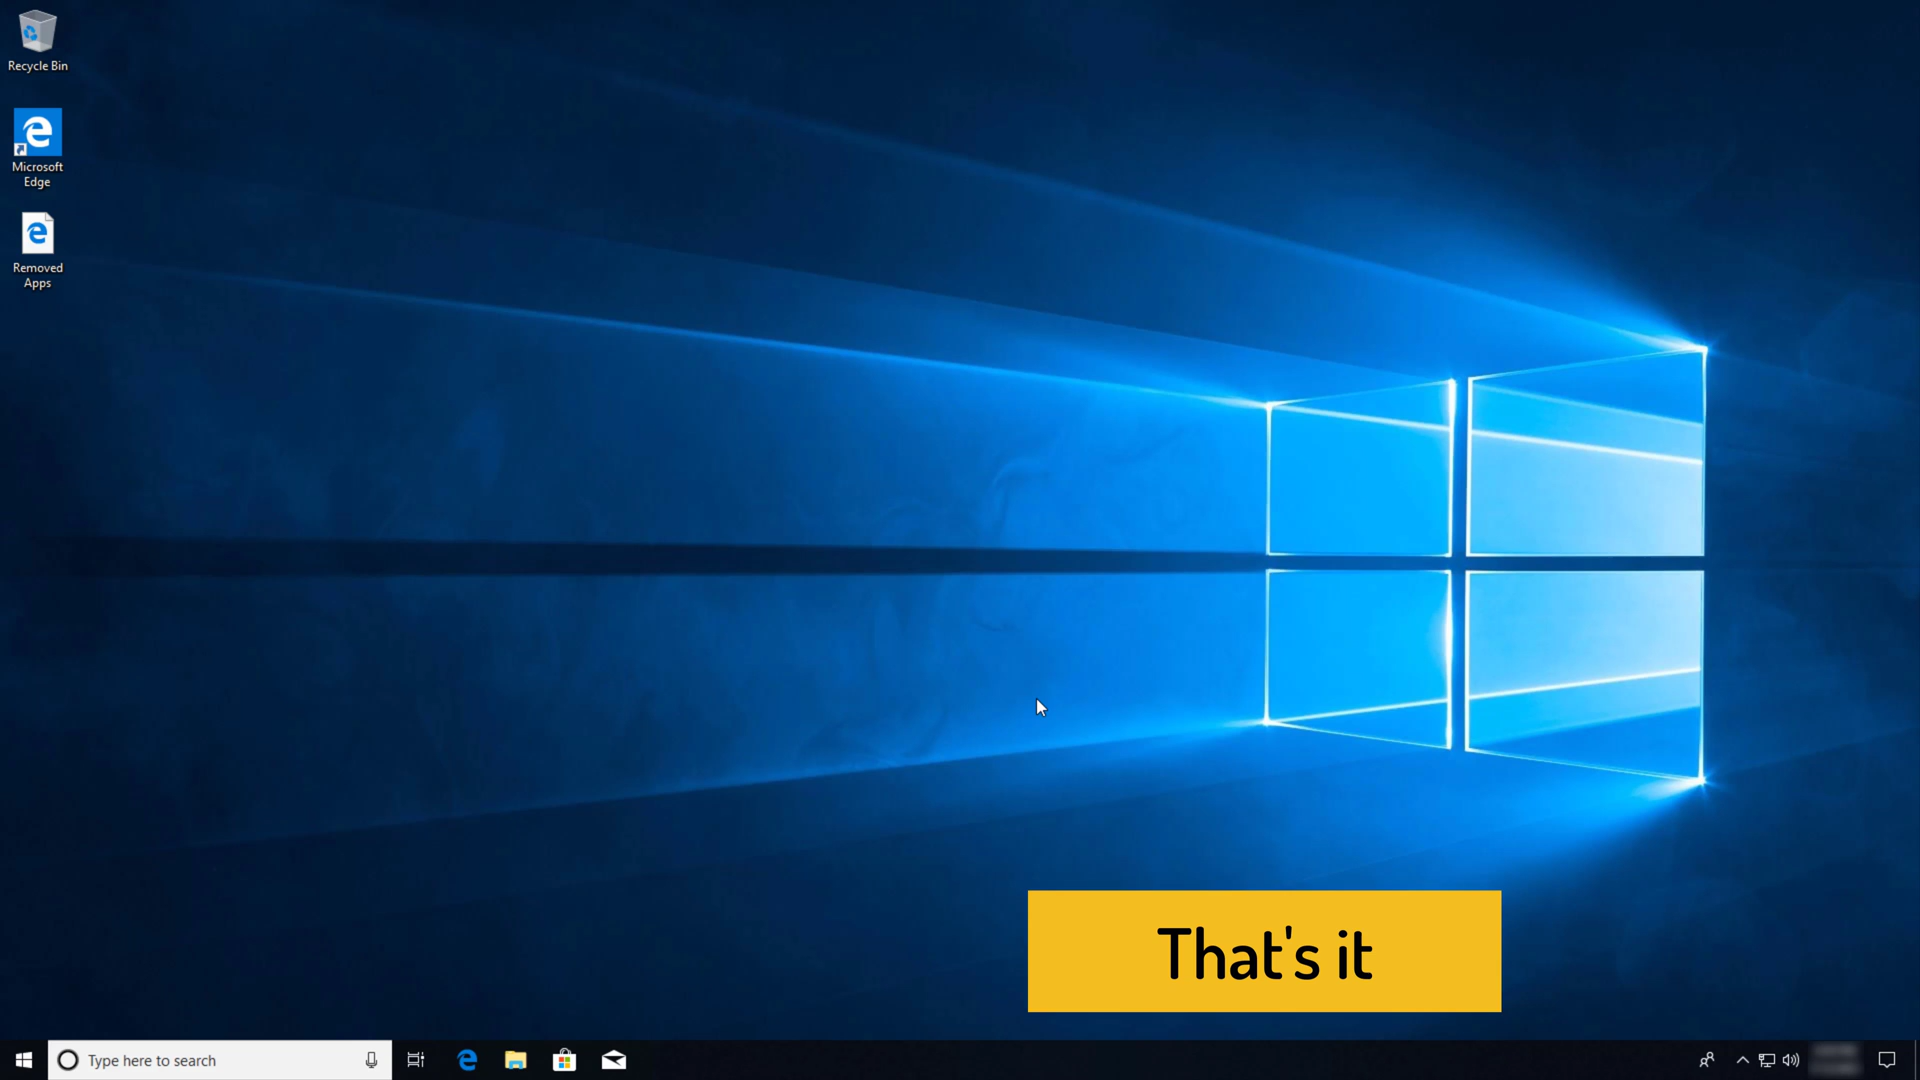 Recycle Bin
Microsoft
Edge
Removed
Apps
That's it
Type here to search